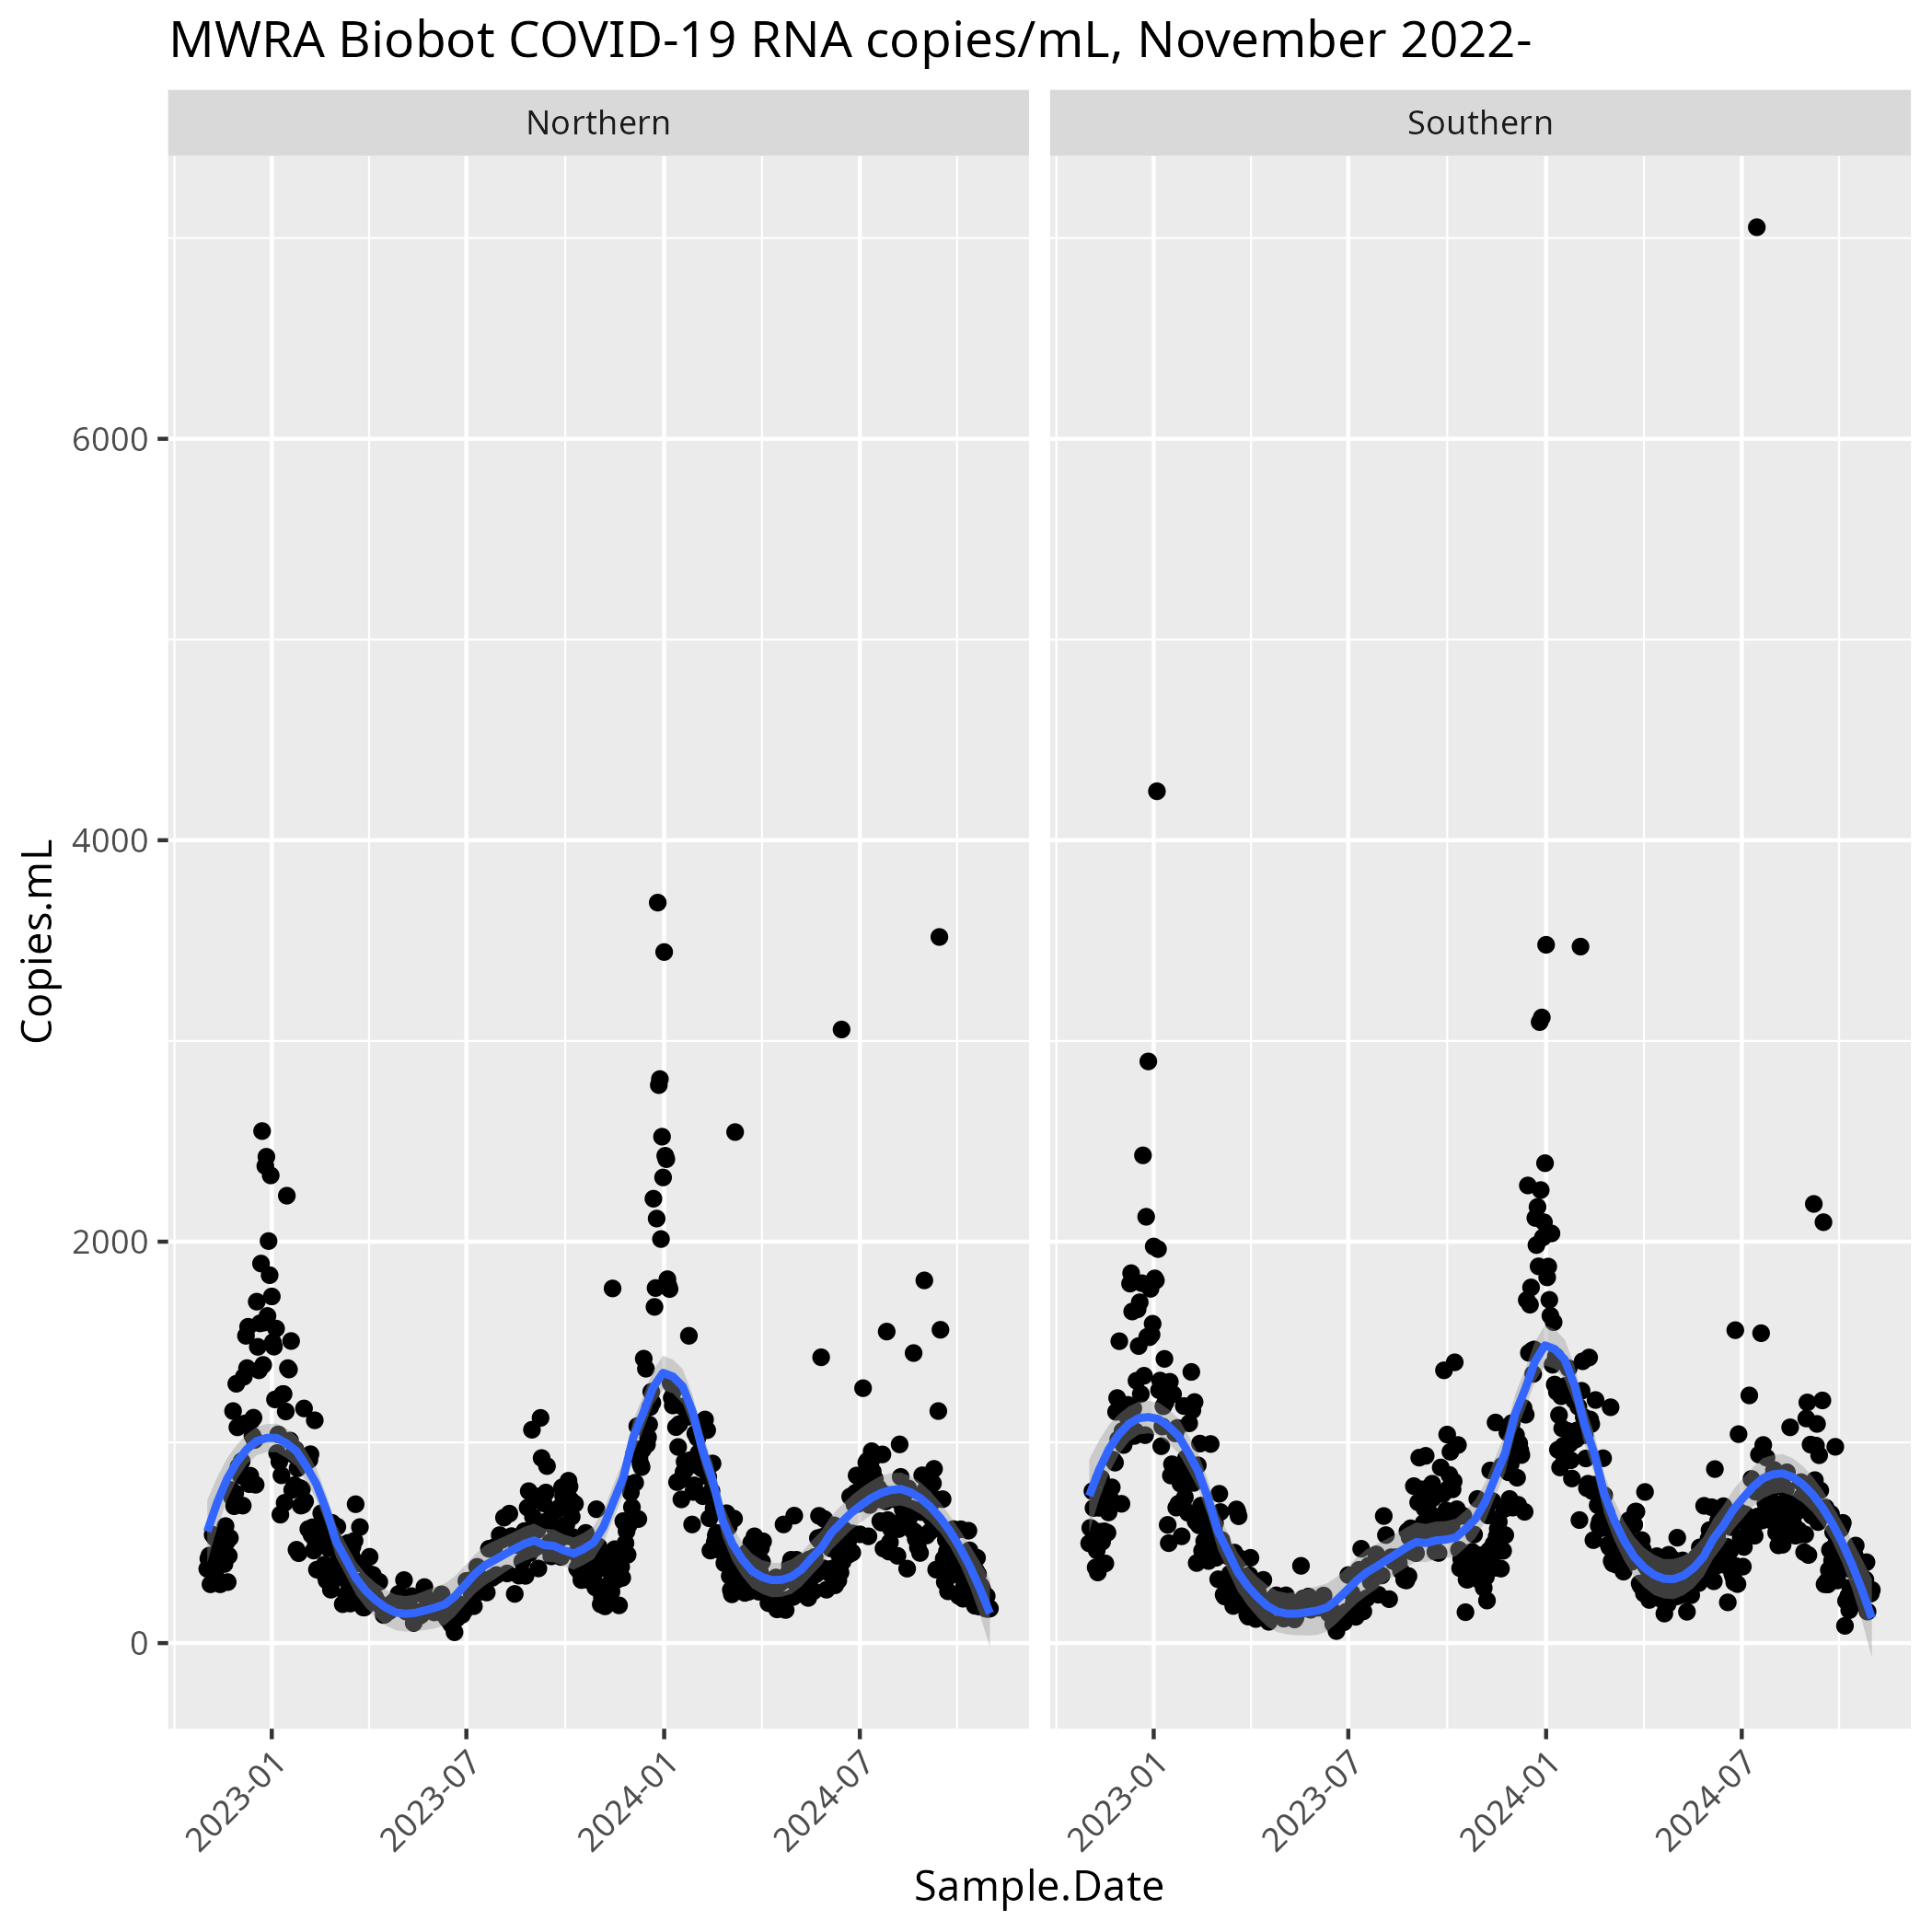 MWRA Biobot COVID-19 RNA copies/mL, November 2022-
Northern
Southern
Copies.mL
6000
4000
2000
0
2023-01
2023-07
2024-01
2024-07
2023-01
2023-07
2024-01
2024-07
Sample.Date